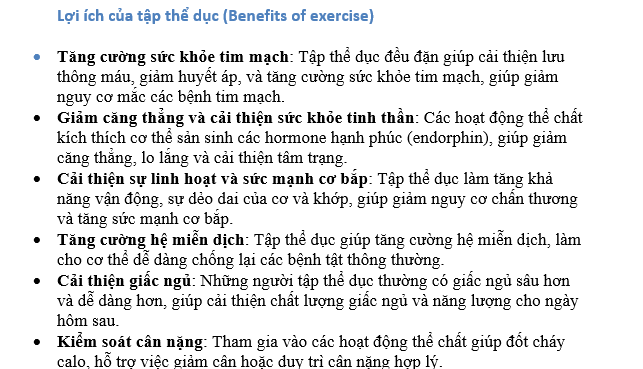 Lợi ích của tập thể dục (Benefits of exercise)
• Tăng cường sức khỏe tim mạch: Tập thể dục đều đặn giúp cải thiện lưu
thông máu, giảm huyết áp, và tăng cường sức khỏe tim mạch, giúp giảm
nguy cơ mắc các bệnh tim mạch.
• Giảm căng thẳng và cải thiện sức khỏe tinh thần: Các hoạt động thể chất
kích thích cơ thể sản sinh các hormone hạnh phúc (endorphin), giúp giảm
căng thẳng, lo lắng và cải thiện tâm trạng.
• Cải thiện sự linh hoạt và sức mạnh cơ bắp: Tập thể dục làm tăng khả
năng vận động, sự dẻo dai của cơ và khớp, giúp giảm nguy cơ chấn thương
và tăng sức mạnh cơ bắp.
• Tăng cường hệ miễn dịch: Tập thể dục giúp tăng cường hệ miễn dịch, làm
cho cơ thể dễ dàng chống lại các bệnh tật thông thường.
• Cải thiện giấc ngủ: Những người tập thể dục thường có giấc ngủ sâu hơn
và dễ dàng hơn, giúp cải thiện chất lượng giấc ngủ và năng lượng cho ngày
hôm sau.
• Kiểm soát cân nặng: Tham gia vào các hoạt động thể chất giúp đốt cháy
calo, hỗ trợ việc giảm cân hoặc duy trì cân nặng hợp lý.